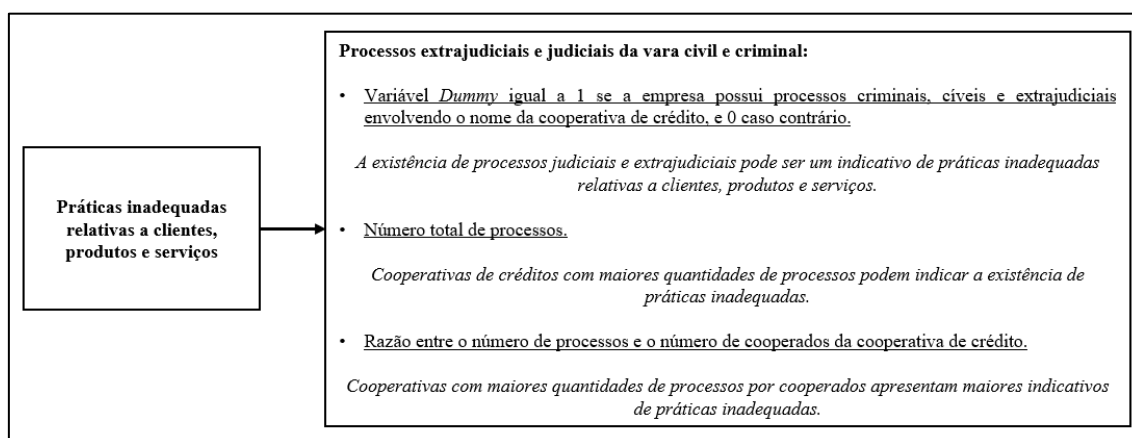 Práticas inadequadas
relativas a clientes,
produtos e serviços
Processos extrajudiciais e judiciais da vara civil e criminal:
• Variável Dummy igual a 1 se a empresa possui processos criminais, cíveis e extrajudiciais
envolvendo o nome da cooperativa de crédito, e 0 caso contrário.
A existência de processos judiciais e extrajudiciais pode ser um indicativo de práticas inadequadas
relativas a clientes, produtos e serviços.
• Número total de processos.
Cooperativas de créditos com maiores quantidades de processos podem indicar a existência de
práticas inadequadas.
• Razão entre o número de processos e o número de cooperados da cooperativa de crédito.
Cooperativas com maiores quantidades de processos por cooperados apresentam maiores indicativos
de práticas inadequadas.